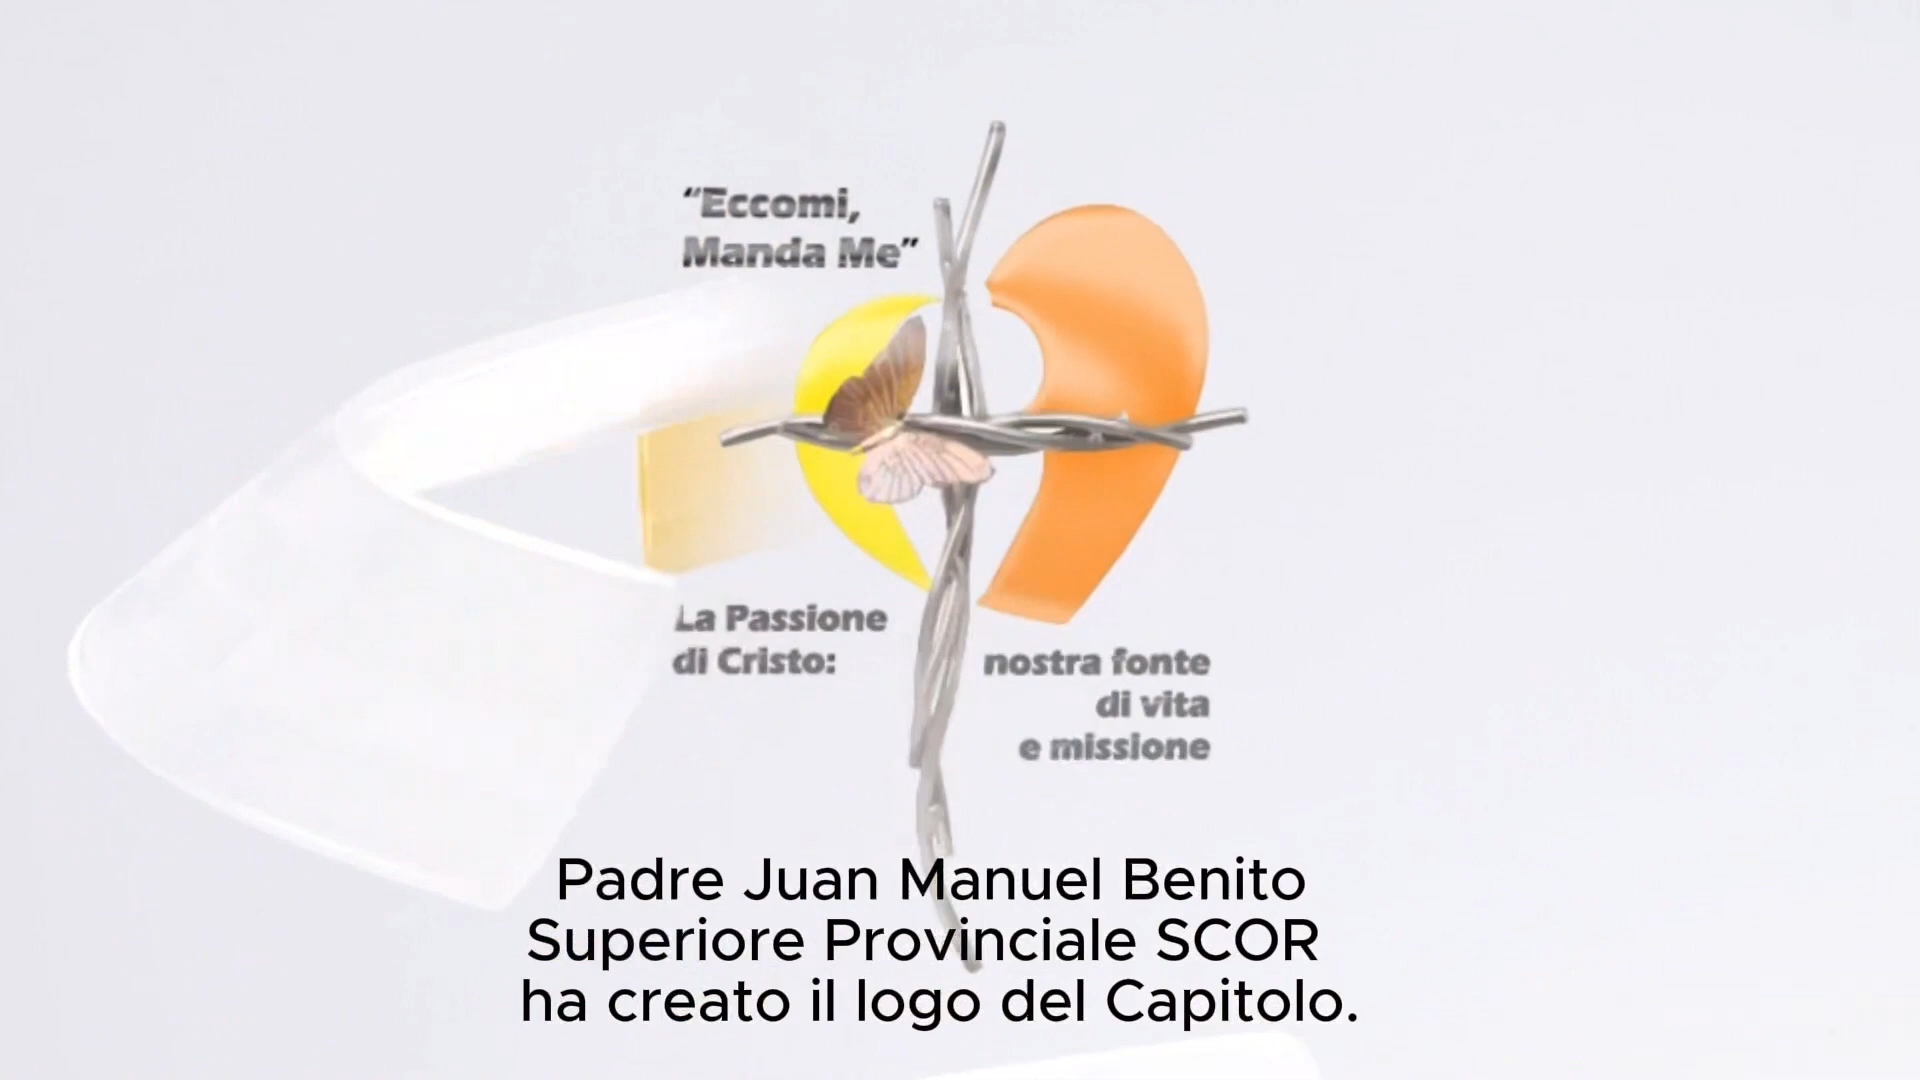 “Eccomi,
Manda Me”
La Passione
di Cristo:
nostra fonte
di vita
e missione
Padre Juan Manuel Benito
Superiore Provinciale SCOR
ha creato il logo del Capitolo.